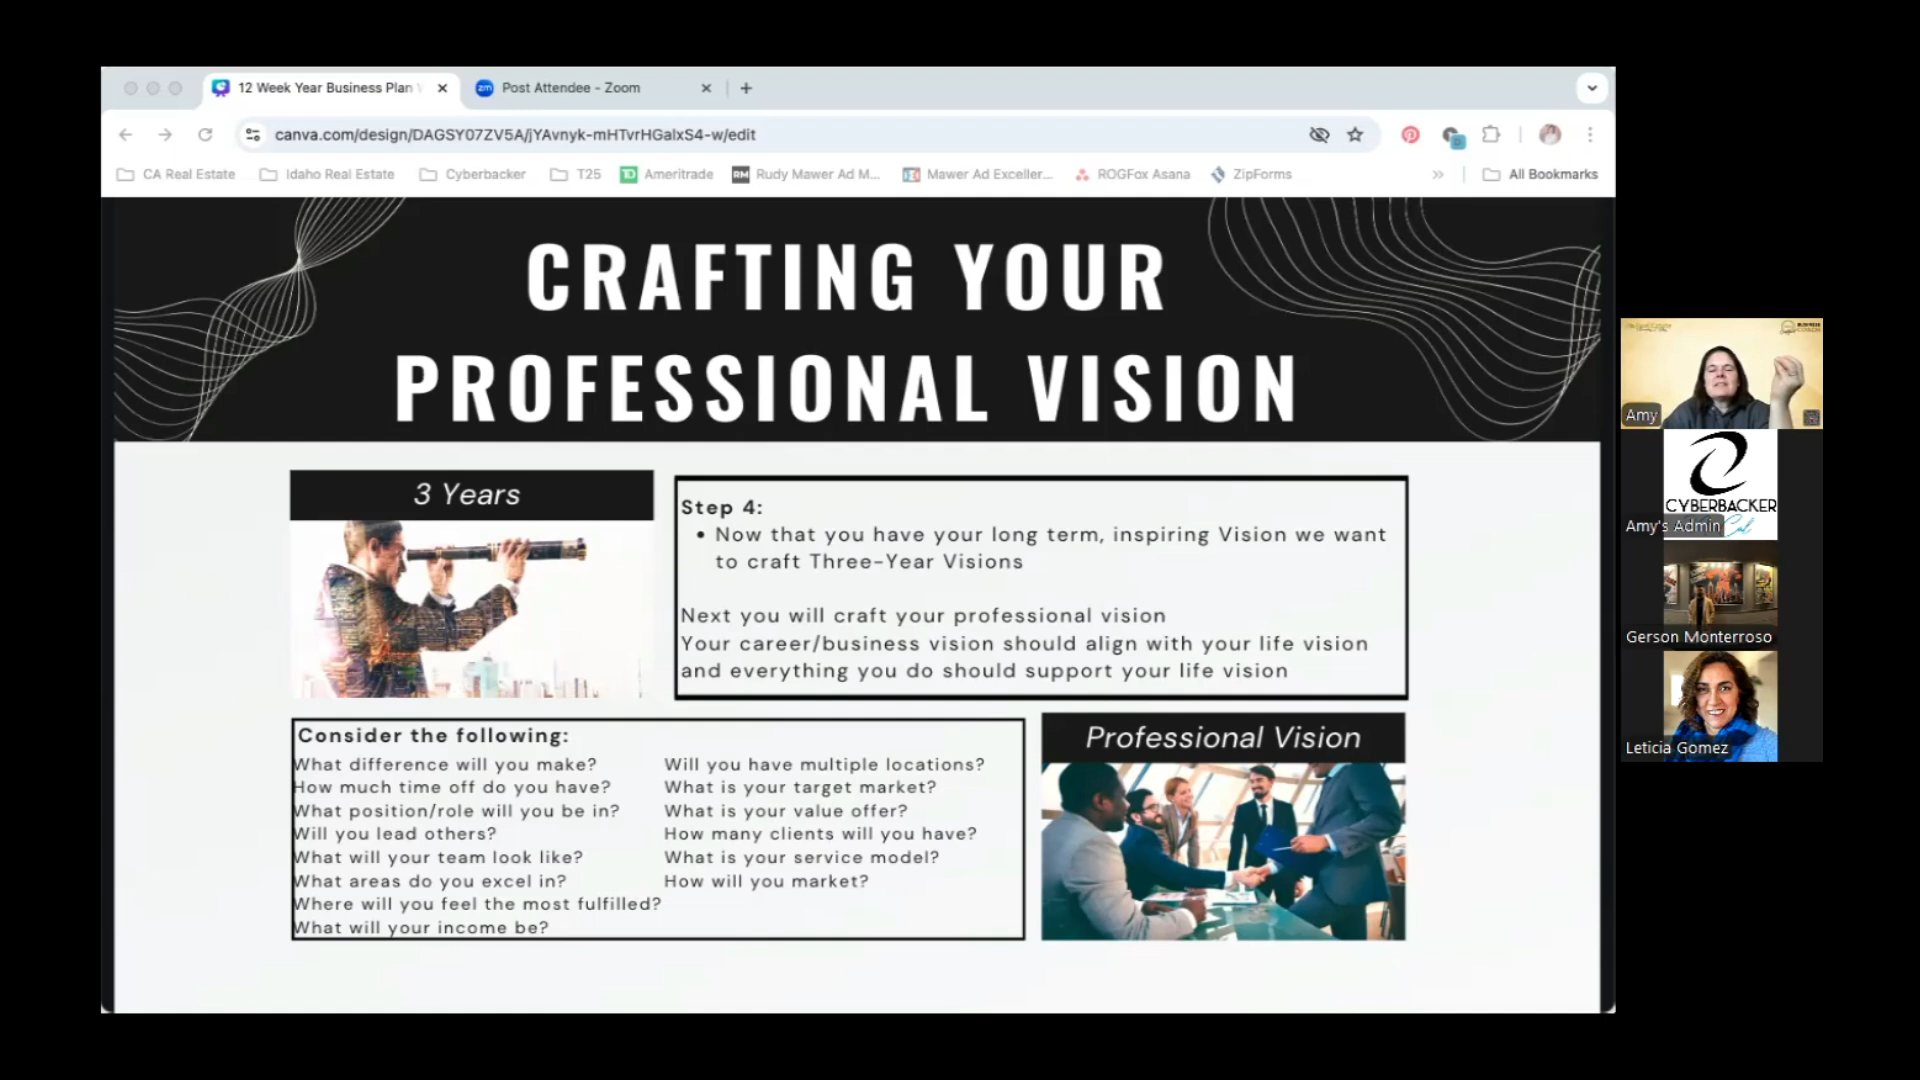 12 Week Year Business Plan
Post Attendee - Zoom
canva.com/design/DAGSY07ZV5A/jYAvnyk-mHTvrHGalxS4-w/edit
CA Real Estate
Idaho Real Estate
Cyberbacker
T25
Ameritrade
Rudy Mawer Ad M...
Mawer Ad Exceller...
ROGFox Asana
ZipForms
All Bookmarks
CRAFTING YOUR
PROFESSIONAL VISION
3 Years
Step 4:
• Now that you have your long term, inspiring Vision we want
to craft Three-Year Visions
Next you will craft your professional vision
Your career/business vision should align with your life vision
and everything you do should support your life vision
Consider the following:
What difference will you make?
How much time off do you have?
What position/role will you be in?
Will you lead others?
What will your team look like?
What areas do you excel in?
Where will you feel the most fulfilled?
What will your income be?
Will you have multiple locations?
What is your target market?
What is your value offer?
How many clients will you have?
What is your service model?
How will you market?
Professional Vision
Amy
CYBERBACKER
Amy's Admin
Gerson Monterroso
Leticia Gomez